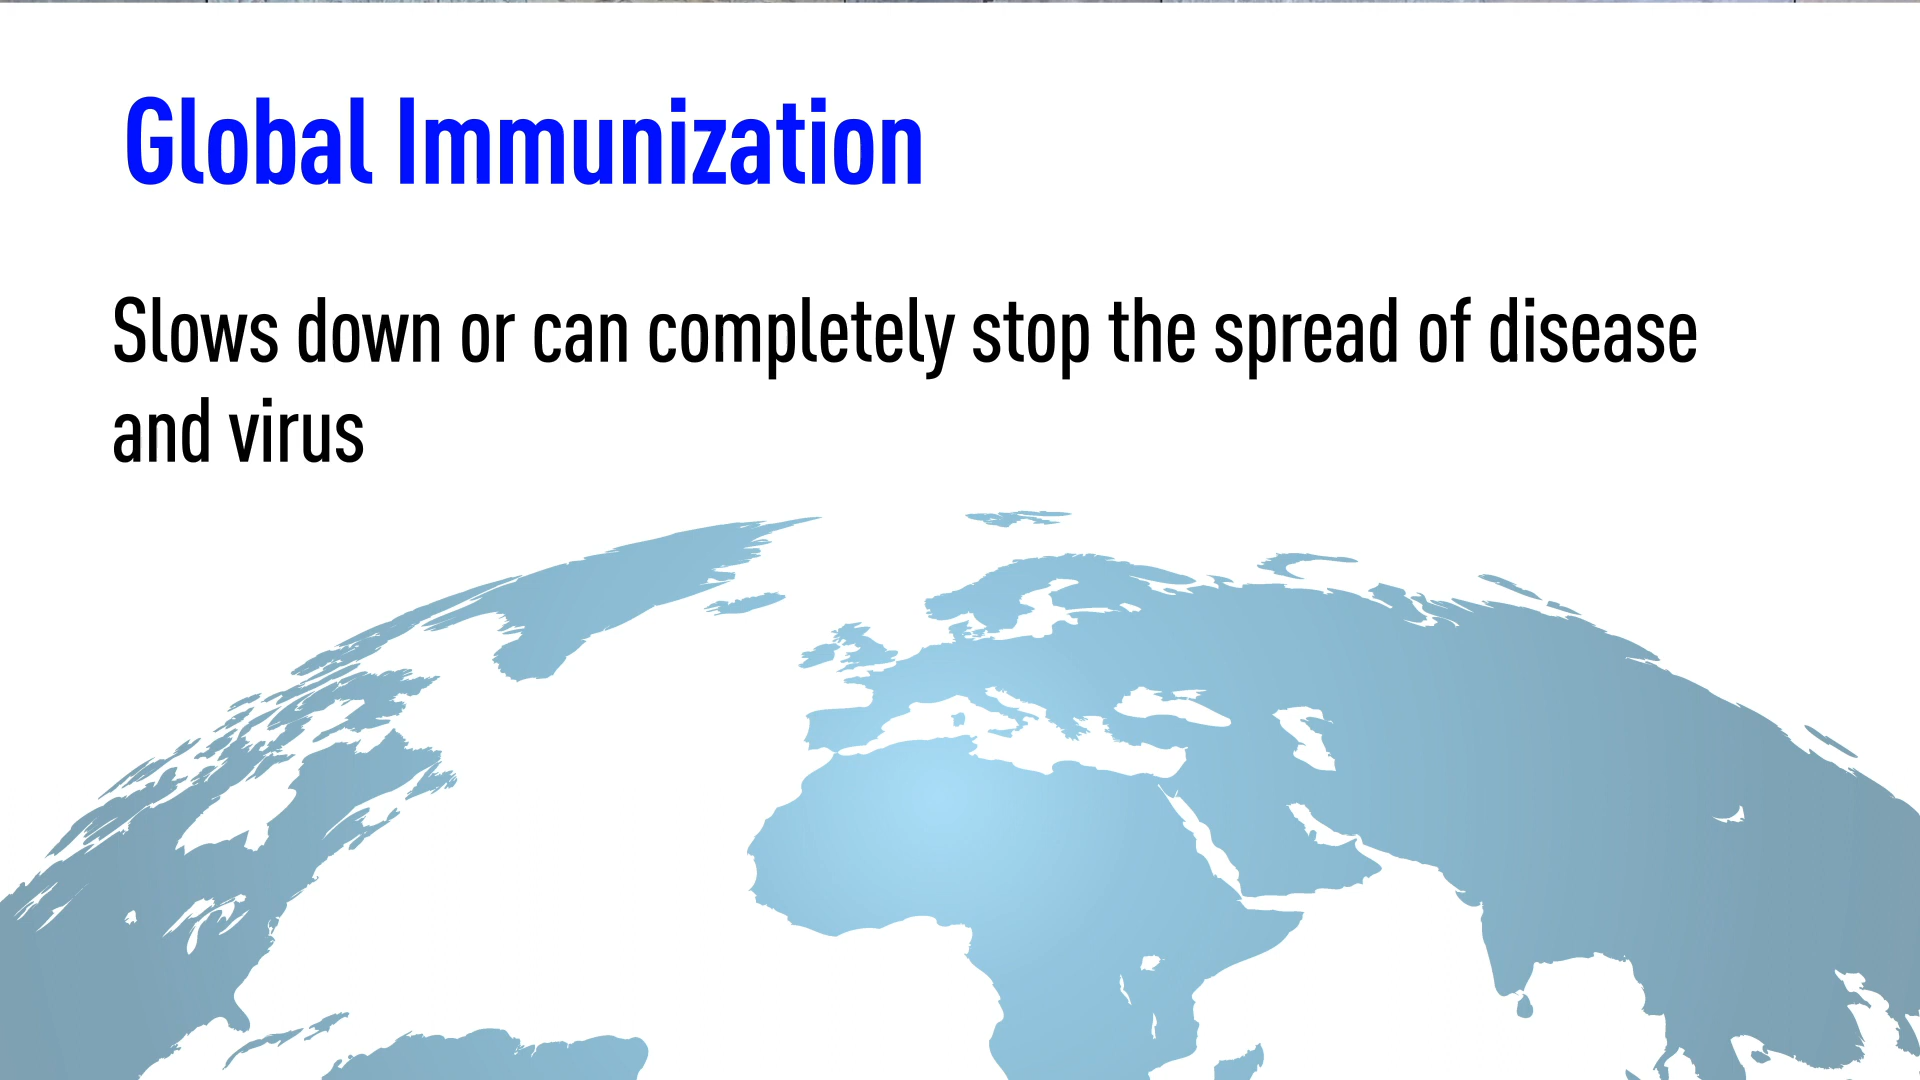 Global Immunization
Slows down or can completely stop the spread of disease
and virus